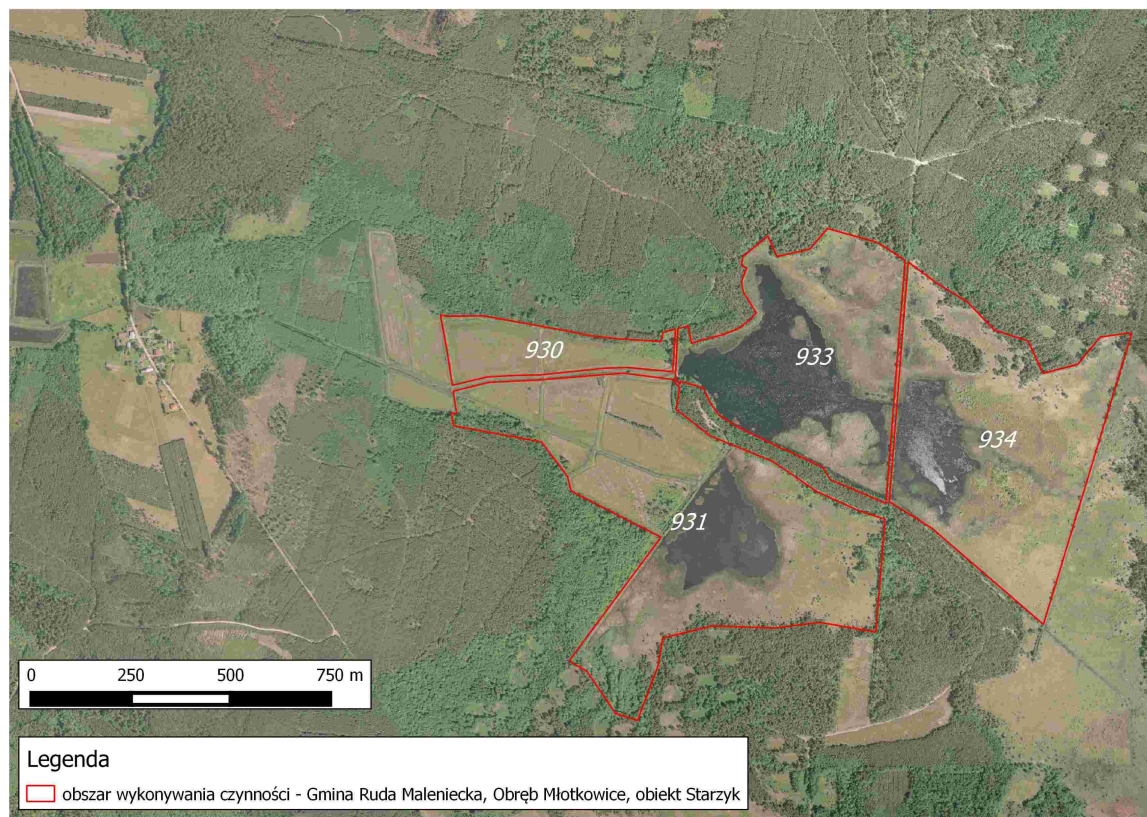 930
933
934
931
0 250 500 750 m
Legenda
obszar wykonywania czynności - Gmina Ruda Maleniecka, Obręb Młotkowice, obiekt Starzyk